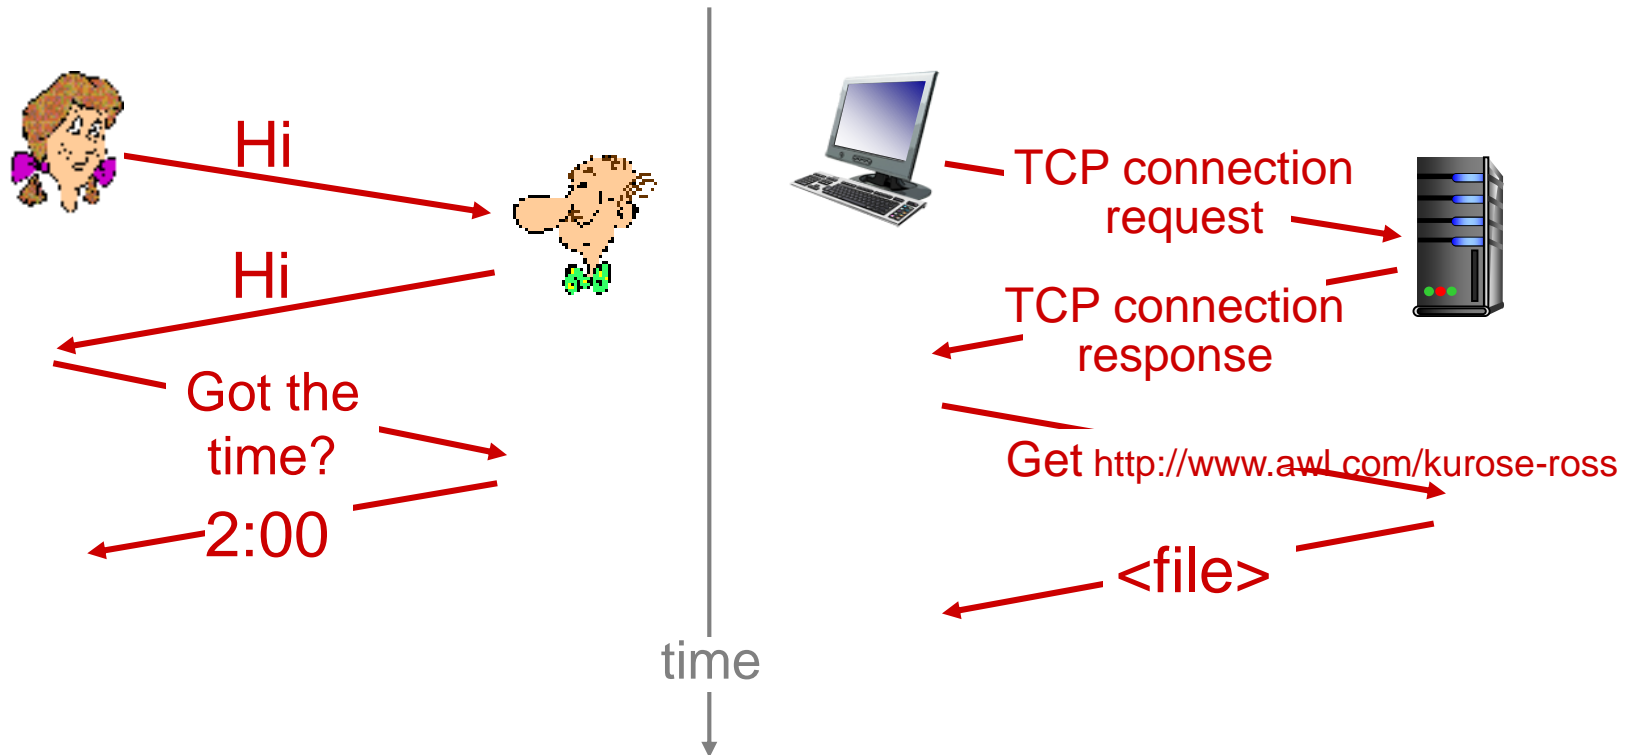 Hi
Hi
Got the
time?
2:00
time
TCP connection
request
TCP connection
response
Get http://www.awl.com/kurose-ross
<file>